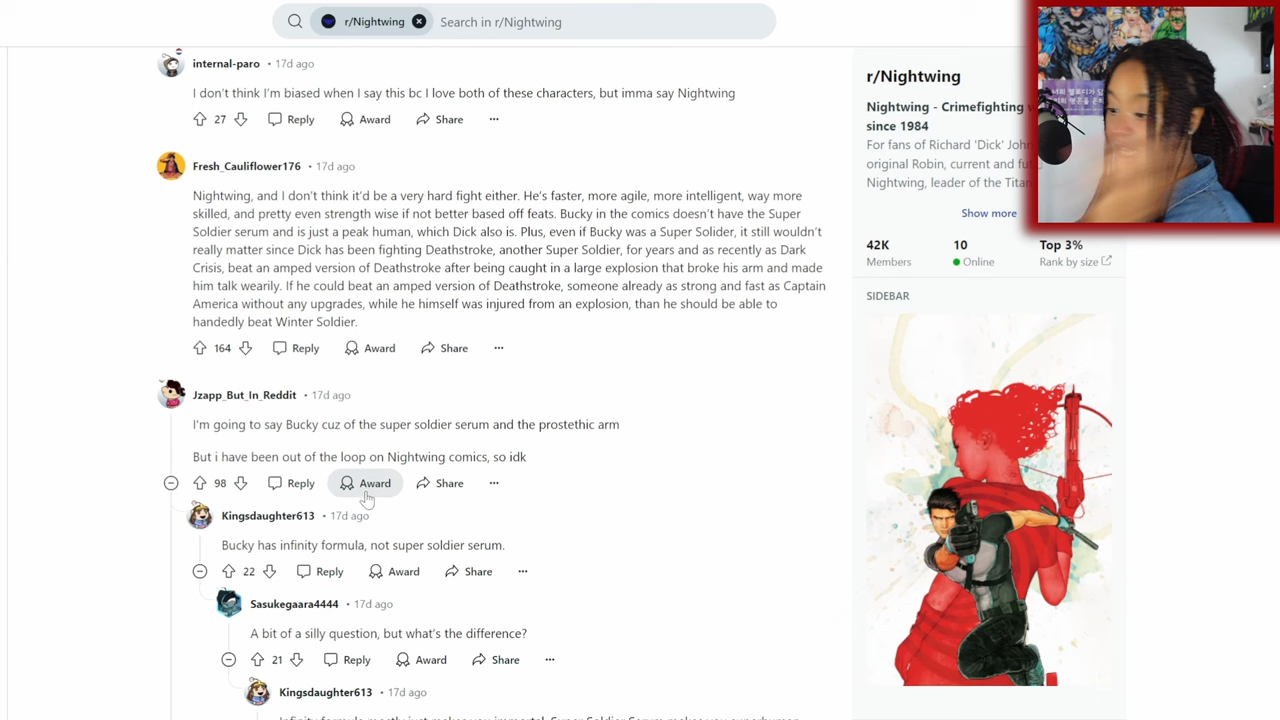 r/Nightwing
Search in r/Nightwing
internal-paro • 17d ago
I don't think I'm biased when I say this bc I love both of these characters, but imma say Nightwing
27 Reply Award Share
Fresh_Cauliflower176 • 17d ago
Nightwing, and I don't think it'd be a very hard fight either. He's faster, more agile, more intelligent, way more
skilled, and pretty even strength wise if not better based off feats. Bucky in the comics doesn't have the Super
Soldier serum and is just a peak human, which Dick also is. Plus, even if Bucky was a Super Solider, it still wouldn't
really matter since Dick has been fighting Deathstroke, another Super Soldier, for years and as recently as Dark
Crisis, beat an amped version of Deathstroke after being caught in a large explosion that broke his arm and made
him talk wearily. If he could beat an amped version of Deathstroke, someone already as strong and fast as Captain
America without any upgrades, while he himself was injured from an explosion, than he should be able to
handedly beat Winter Soldier.
164 Reply Award Share
Jzapp_But_In_Reddit • 17d ago
I'm going to say Bucky cuz of the super soldier serum and the prostethic arm
But i have been out of the loop on Nightwing comics, so idk
98 Reply Award Share
Kingsdaughter613 • 17d ago
Bucky has infinity formula, not super soldier serum.
22 Reply Award Share
Sasukegaara4444 • 17d ago
A bit of a silly question, but what's the difference?
21 Reply Award Share
Kingsdaughter613 • 17d ago
Infinity formula mostly just makes you immortal. Super Soldier Serum makes you superhuman
r/Nightwing
Nightwing - Crimefighting
since 1984
For fans of Richard 'Dick'
original Robin, current and
Nightwing, leader of the
Show more
42K
Members
10
Online
Top 3%
Rank by size
SIDEBAR